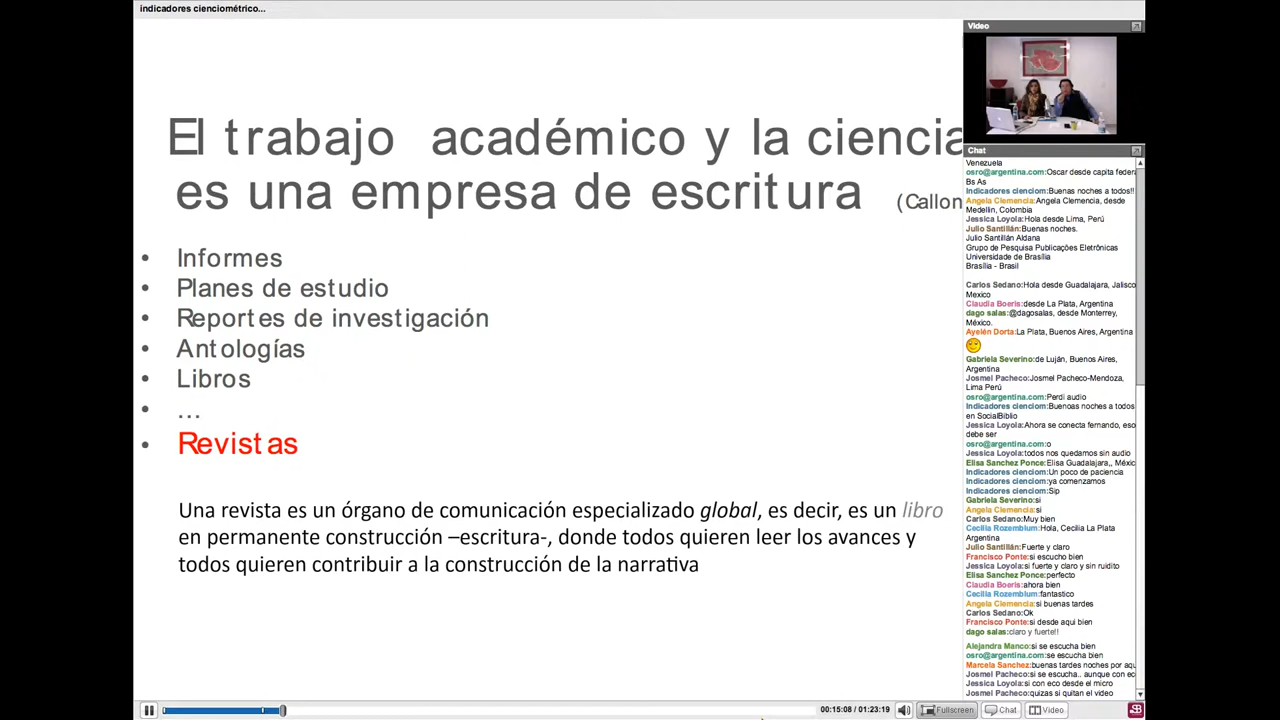 indicadores cienciométrico...
El trabajo académico y la ciencia
es una empresa de escritura (Callon
• Informes
• Planes de estudio
• Reportes de investigación
• Antologías
• Libros
• ...
• Revistas
Una revista es un órgano de comunicación especializado global, es decir, es un libro
en permanente construcción –escritura-, donde todos quieren leer los avances y
todos quieren contribuir a la construcción de la narrativa
Video
Chat
Venezuela
osro@argentina.com:Oscar desde capita federa
Bs As
Indicadores cienciom:Buenas noches a todos!!
Angela Clemencia:Angela Clemencia, desde
Medellin, Colombia
Jessica Loyola:Hola desde Lima, Perú
Julio Santillán:Buenas noches.
Julio Santillán Aldana
Grupo de Pesquisa Publicações Eletrônicas
Universidade de Brasília
Brasília - Brasil
Carlos Sedano:Hola desde Guadalajara, Jalisco
Mexico
Claudia Boeris:desde La Plata, Argentina
dago salas:@dagosalas, desde Monterrey,
México.
Ayelén Dorta:La Plata, Buenos Aires, Argentina
Gabriela Severino:de Luján, Buenos Aires,
Argentina
Josmel Pacheco:Josmel Pacheco-Mendoza,
Lima Perú
osro@argentina.com:Perdi audio
Indicadores cienciom:Buenoas noches a todos
en SocialBiblio
Jessica Loyola:Ahora se conecta fernando, eso
debe ser
osro@argentina.com:o
Jessica Loyola:todos nos quedamos sin audio
Elisa Sanchez Ponce:Elisa Guadalajara,, Méxic
Indicadores cienciom:Un poco de paciencia
Indicadores cienciom:ya comenzamos
Indicadores cienciom:Sip
Gabriela Severino:si
Angela Clemencia:si
Carlos Sedano:Muy bien
Cecilia Rozemblum:Hola, Cecilia La Plata
Argentina
Julio Santillán:Fuerte y claro
Francisco Ponte:si escucho bien
Jessica Loyola:si fuerte y claro y sin ruidito
Elisa Sanchez Ponce:perfecto
Claudia Boeris:ahora bien
Cecilia Rozemblum:fantastico
Angela Clemencia:si buenas tardes
Carlos Sedano:Ok
Francisco Ponte:si desde aqui bien
dago salas:claro y fuerte!!
Alejandra Manco:si se escucha bien
osro@argentina.com:se escucha bien
Marcela Sanchez:buenas tardes noches por aqu
Josmel Pacheco:si se escucha.. aunque con ec
Jessica Loyola:si con eco desde el micro
Josmel Pacheco:quizas si quitan el video
00:15:08 / 01:23:19
Fullscreen
Chat
Video
SB